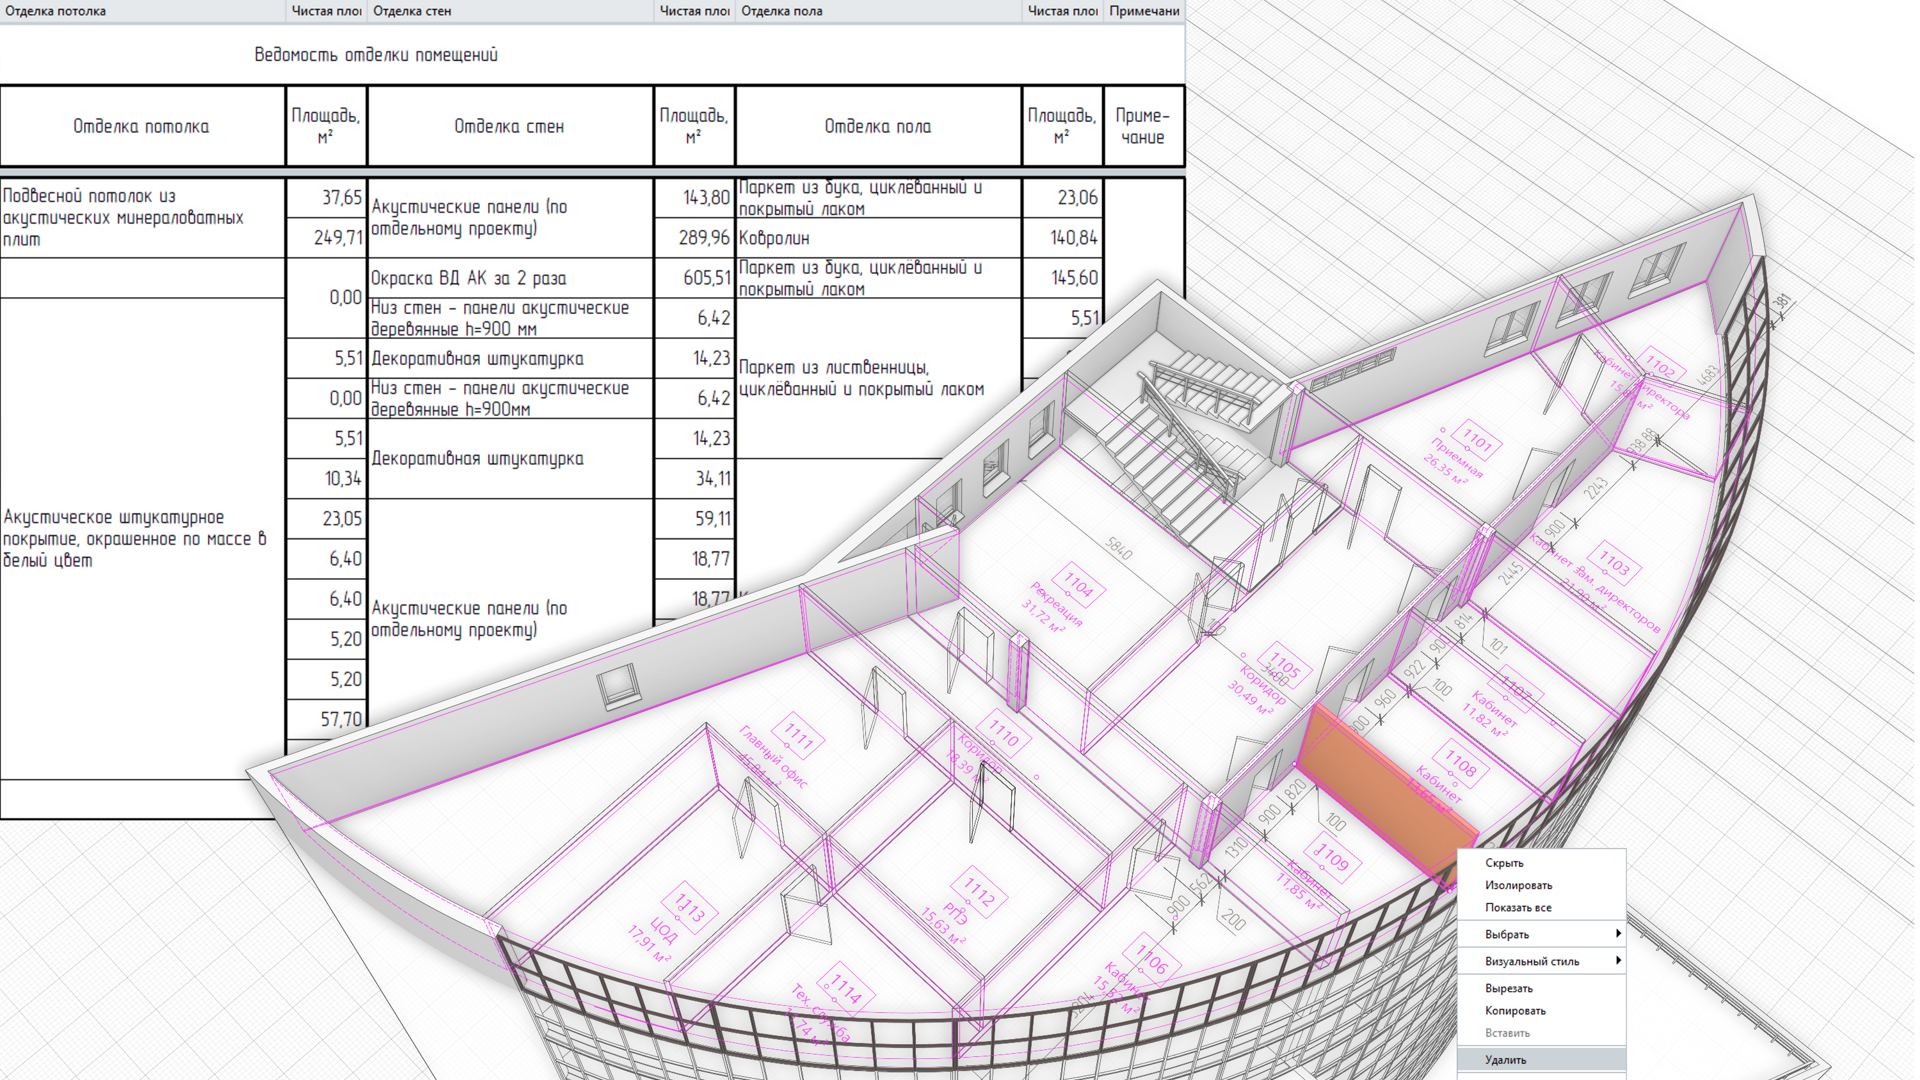 Отделка потолка
Чистая пло
Отделка стен
Чистая пло
Отделка пола
Чистая пло
Примечани
Ведомость отделки помещений
Отделка потолка
Площадь,
м²
Отделка стен
Площадь,
м²
Отделка пола
Площадь,
м²
Приме-
чание
Подвесной потолок из
акустических минераловатных
плит
37,65
249,71
Акустические панели (по
отдельному проекту)
143,80
289,96
Паркет из бука, циклёванный и
покрытый лаком
23,06
Ковролин
140,84
0,00
Окраска ВД АК за 2 раза
605,51
Паркет из бука, циклёванный и
покрытый лаком
145,60
Низ стен - панели акустические
деревянные h=900 мм
6,42
5,51
5,51
Декоративная штукатурка
14,23
Паркет из лиственницы,
циклёванный и покрытый лаком
0,00
Низ стен - панели акустические
деревянные h=900мм
6,42
5,51
Декоративная штукатурка
14,23
10,34
34,11
Акустическое штукатурное
покрытие, окрашенное по массе в
белый цвет
23,05
59,11
6,40
18,77
6,40
18,77
Акустические панели (по
отдельному проекту)
5,20
5,20
57,70
381
1102
Кабинет директора
4683
1101
Приемная
26,35 м²
2243
900
2445
1103
Кабинет зам. директоров
5840
1104
Рекреация
31,72 м²
100
1105
Коридор
30,49 м²
814
900
101
922
100
960
1107
Кабинет
11,82 м²
1108
Кабинет
1111
Главный офис
1110
Коридор
18,39 м²
820
900
1310
100
1109
Кабинет
11,85 м²
562
900
200
1113
ЦОД
17,91 м²
1112
РПЭ
15,63 м²
1106
Кабинет
1114
Тех. служба
Скрыть
Изолировать
Показать все
Выбрать
Визуальный стиль
Вырезать
Копировать
Вставить
Удалить